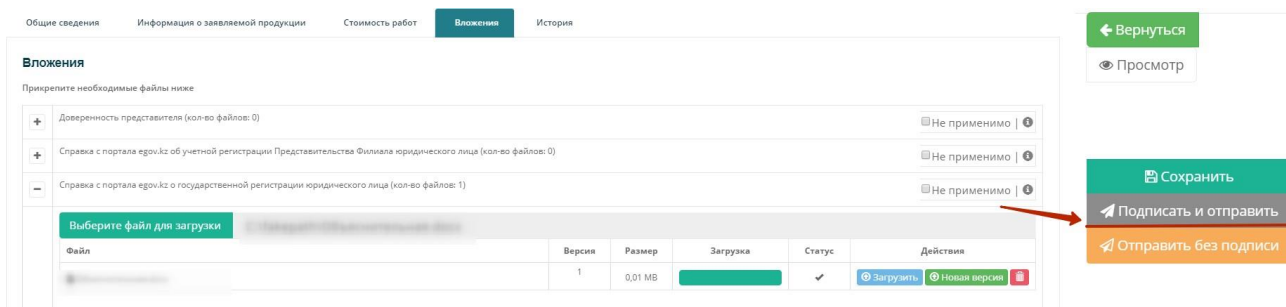 Общие сведения
Информация о заявляемой продукции
Стоимость работ
Вложения
История
Вложения
Прикрепите необходимые файлы ниже
Доверенность представителя (кол-во файлов: 0)
Не применимо |
Справка с портала egov.kz об учетной регистрации Представительства Филиала юридического лица (кол-во файлов: 0)
Не применимо |
Справка с портала egov.kz о государственной регистрации юридического лица (кол-во файлов: 1)
Не применимо |
Выберите файл для загрузки
Файл Версия Размер Загрузка Статус Действия
1 0,01 MB Загрузить Новая версия
Вернуться
Просмотр
Сохранить
Подписать и отправить
Отправить без подписи